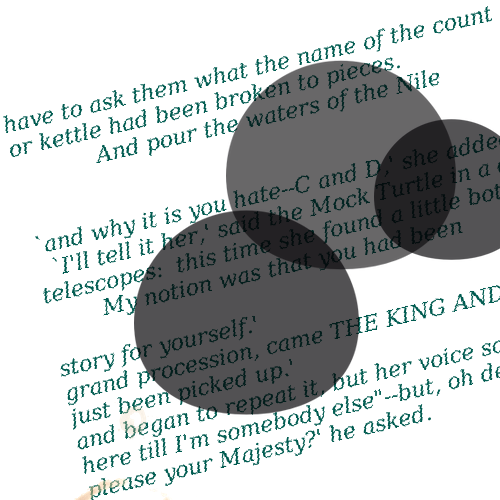 have to ask them what the name of the count
or kettle had been broken to pieces.
And pour the waters of the Nile
`and why it is you hate--C and D,' she adde
`I'll tell it her,' said the Mock Turtle in a
telescopes: this time she found a little bot
My notion was that you had been
story for yourself.'
grand procession, came THE KING AND
just been picked up.'
and began to repeat it, but her voice so
here till I'm somebody else"--but, oh de
please your Majesty?' he asked.